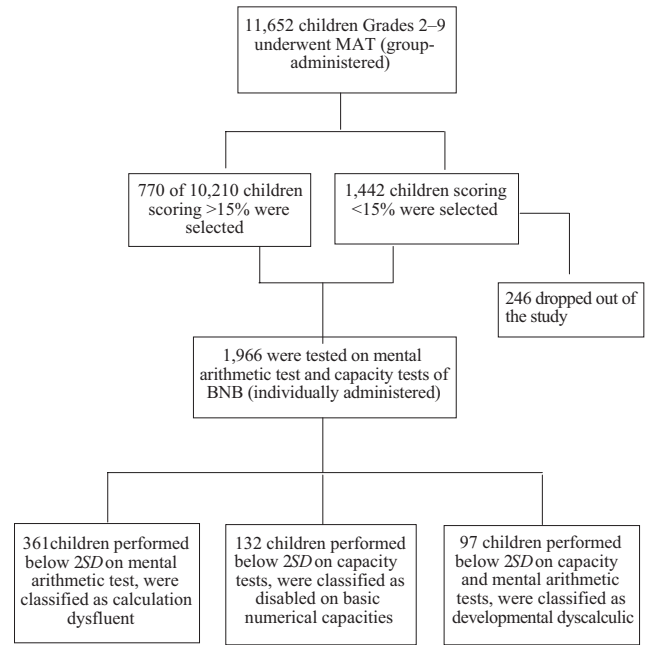 11,652 children Grades 2–9
underwent MAT (group-
administered)
770 of 10,210 children
scoring >15% were
selected
1,442 children scoring
<15% were selected
246 dropped out of
the study
1,966 were tested on mental
arithmetic test and capacity tests of
BNB (individually administered)
361children performed
below 2SD on mental
arithmetic test, were
classified as calculation
dysfluent
132 children performed
below 2SD on capacity
tests, were classified as
disabled on basic
numerical capacities
97 children performed
below 2SD on capacity
and mental arithmetic
tests, were classified as
developmental dyscalculic